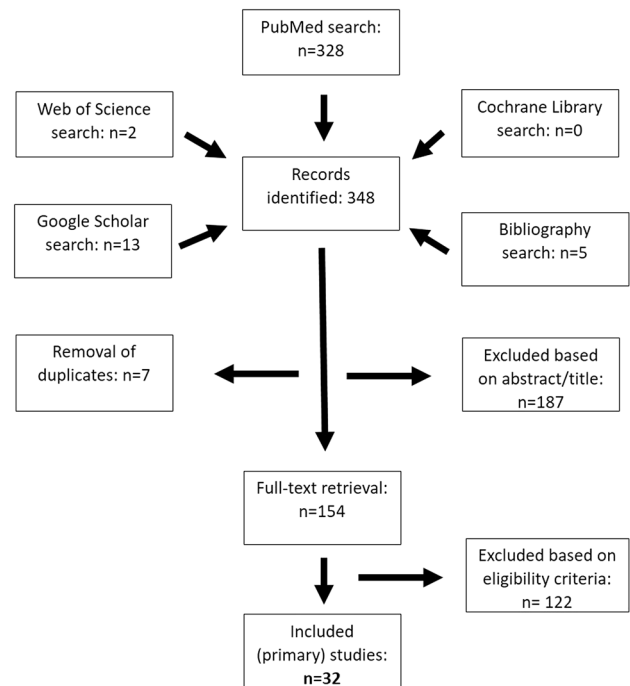 PubMed search:
n=328
Web of Science
search: n=2
Cochrane Library
search: n=0
Records
identified: 348
Google Scholar
search: n=13
Bibliography
search: n=5
Removal of
duplicates: n=7
Excluded based
on abstract/title:
n=187
Full-text retrieval:
n=154
Excluded based on
eligibility criteria:
n= 122
Included
(primary) studies:
n=32